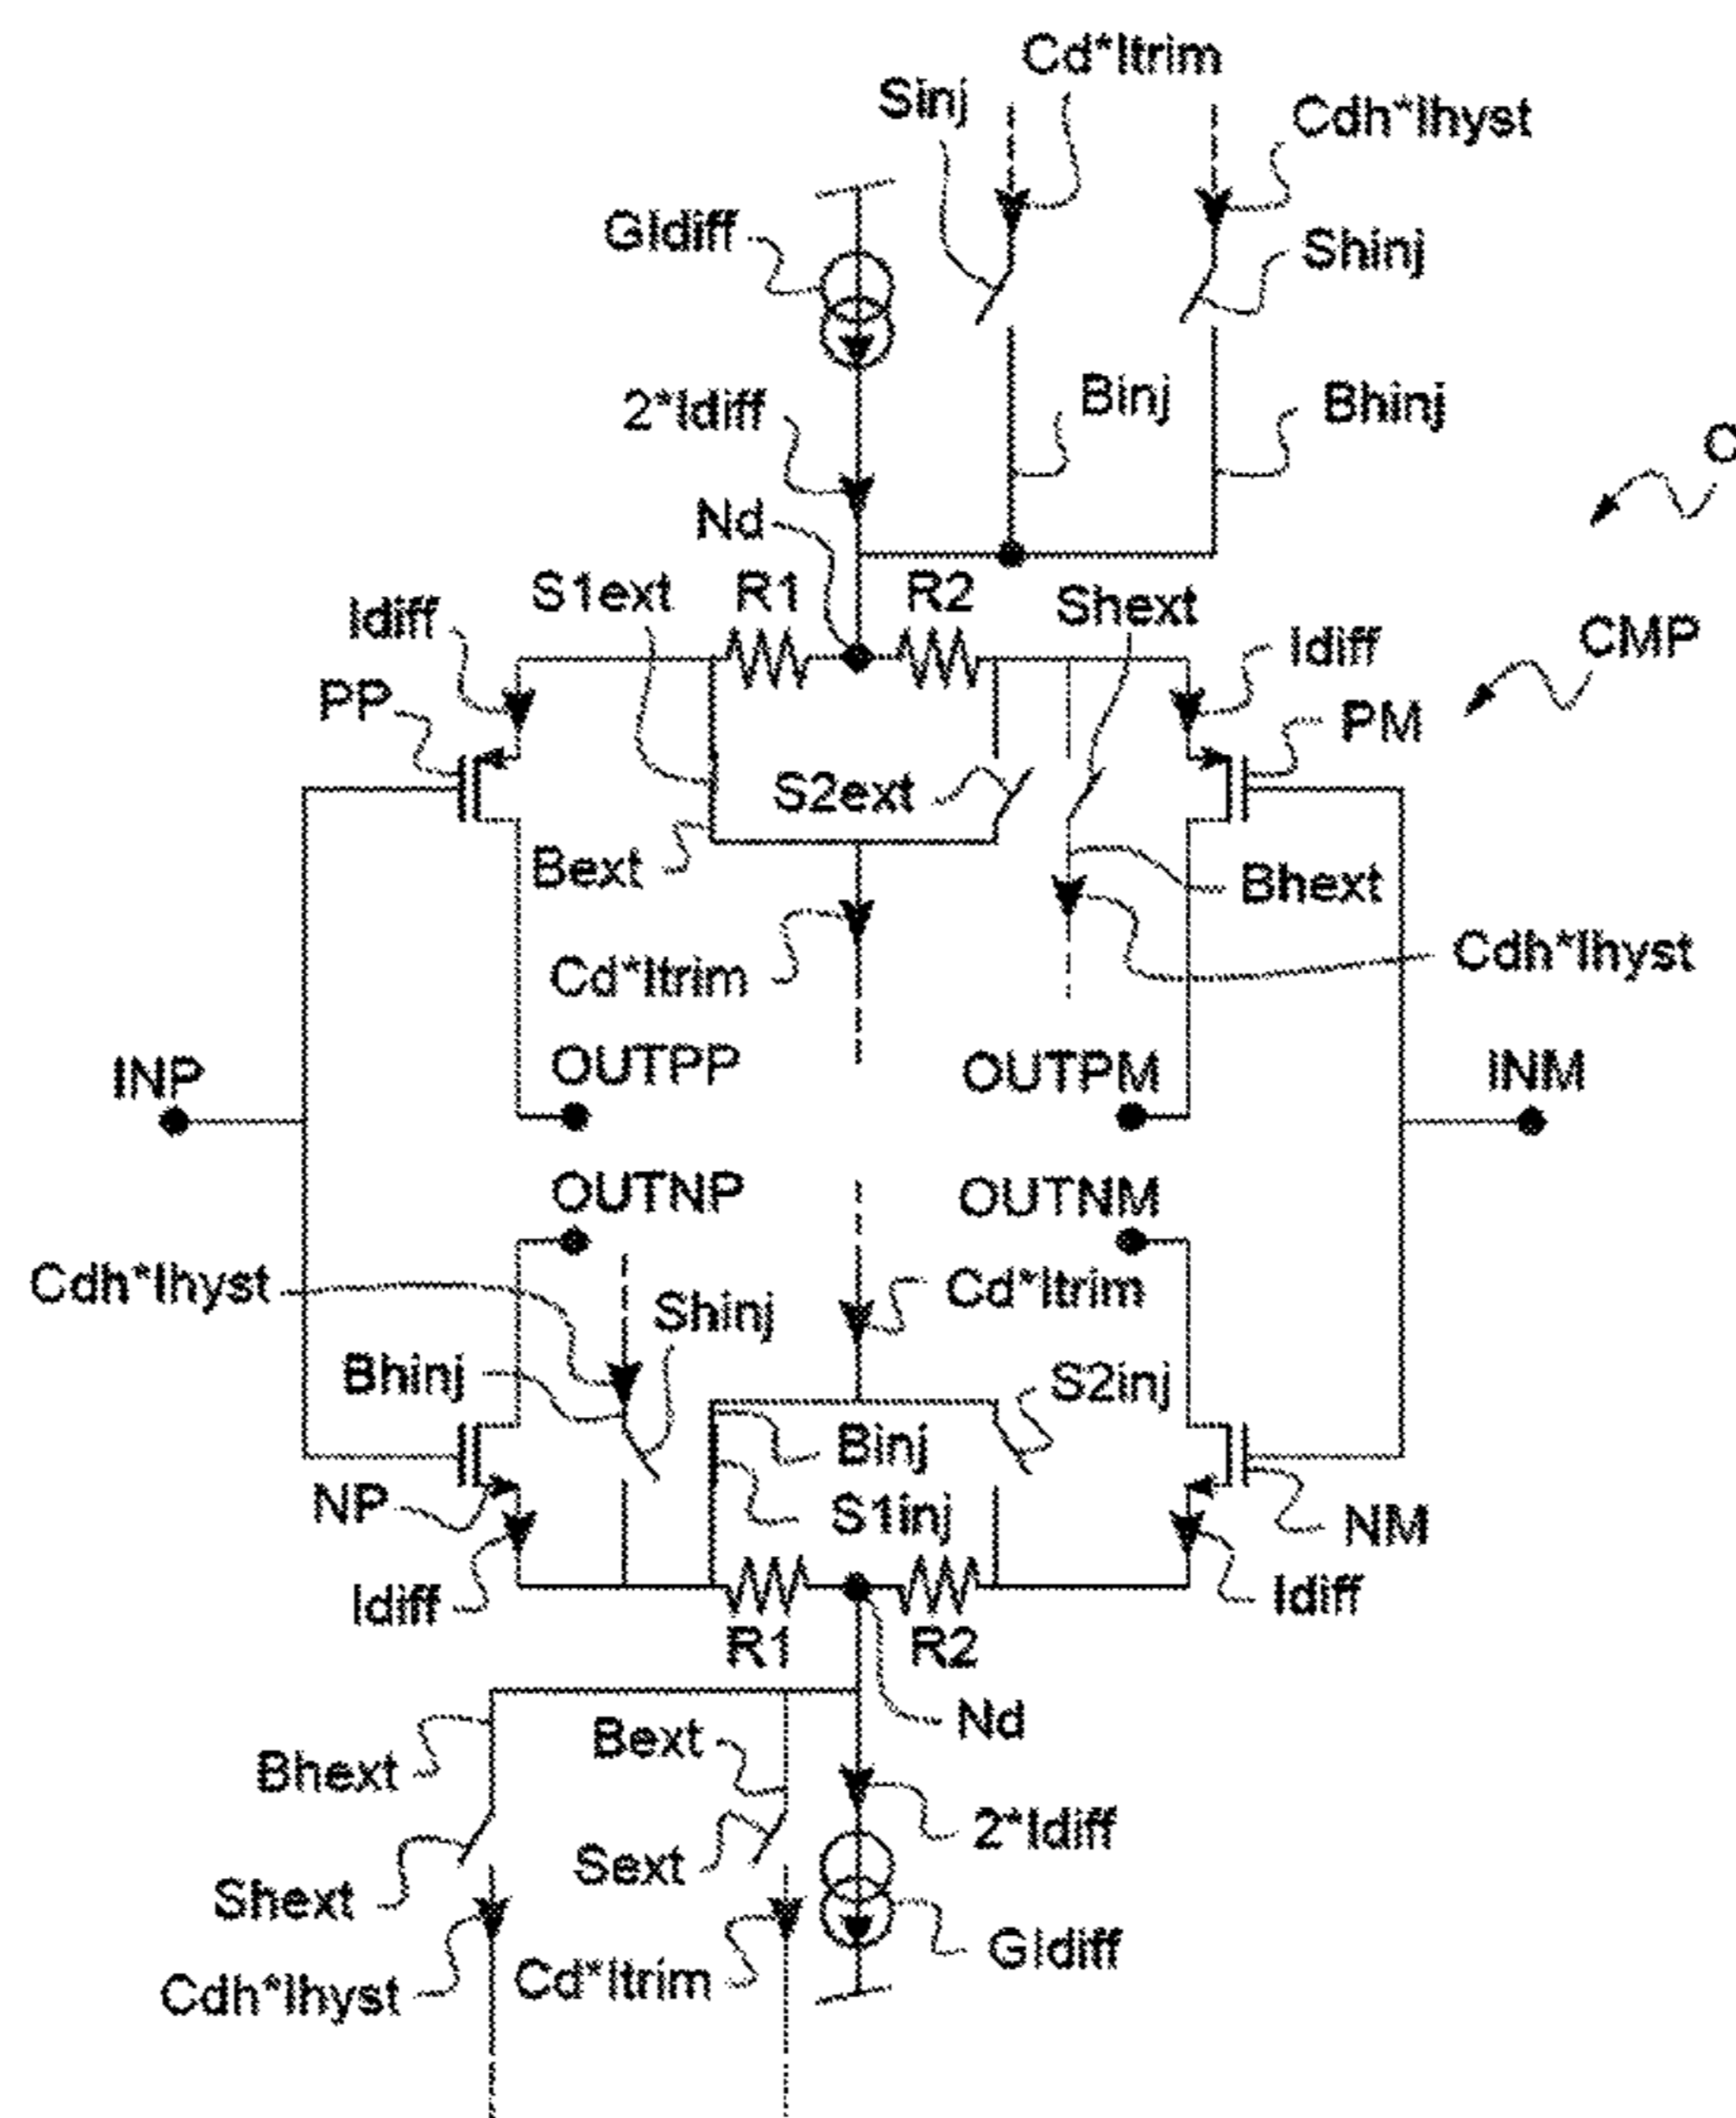 Cd*Itrim
Sinj
Cdh*Ihyst
GIdiff
Shinj
2*Idiff
Binj
Bhinj
Nd
S1ext
R1
R2
Shext
Idiff
Idiff
CMP
PP
PM
S2ext
Bext
Bhext
Cd*Itrim
Cdh*Ihyst
INP
OUTPP
OUTPM
INM
OUTNP
OUTNM
Cdh*Ihyst
Shinj
Cd*Itrim
Bhinj
S2inj
Binj
NP
S1inj
NM
Idiff
Idiff
R1
R2
Nd
Bhext
Bext
2*Idiff
Shext
Sext
GIdiff
Cdh*Ihyst
Cd*Itrim